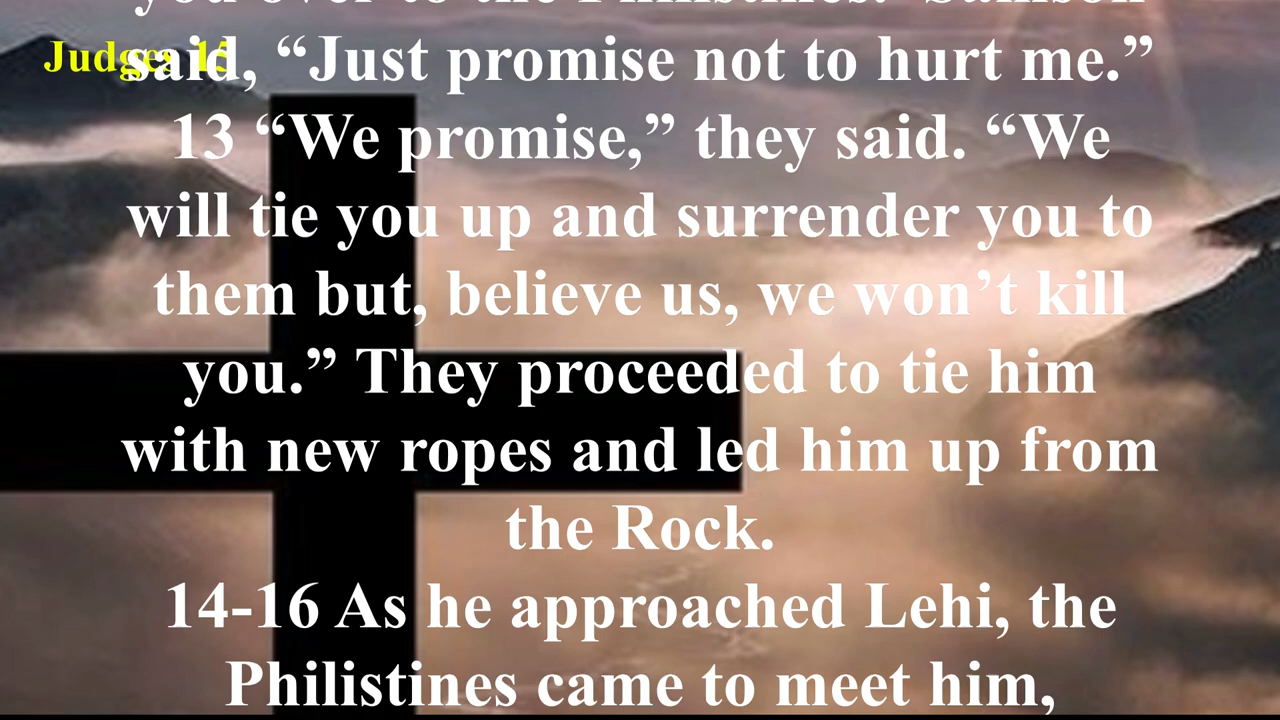 you over to the Philistines." Samson
Judges 15
said, “Just promise not to hurt me.”
13 “We promise,” they said. “We
will tie you up and surrender you to
them but, believe us, we won’t kill
you.” They proceeded to tie him
with new ropes and led him up from
the Rock.
14-16 As he approached Lehi, the
Philistines came to meet him,